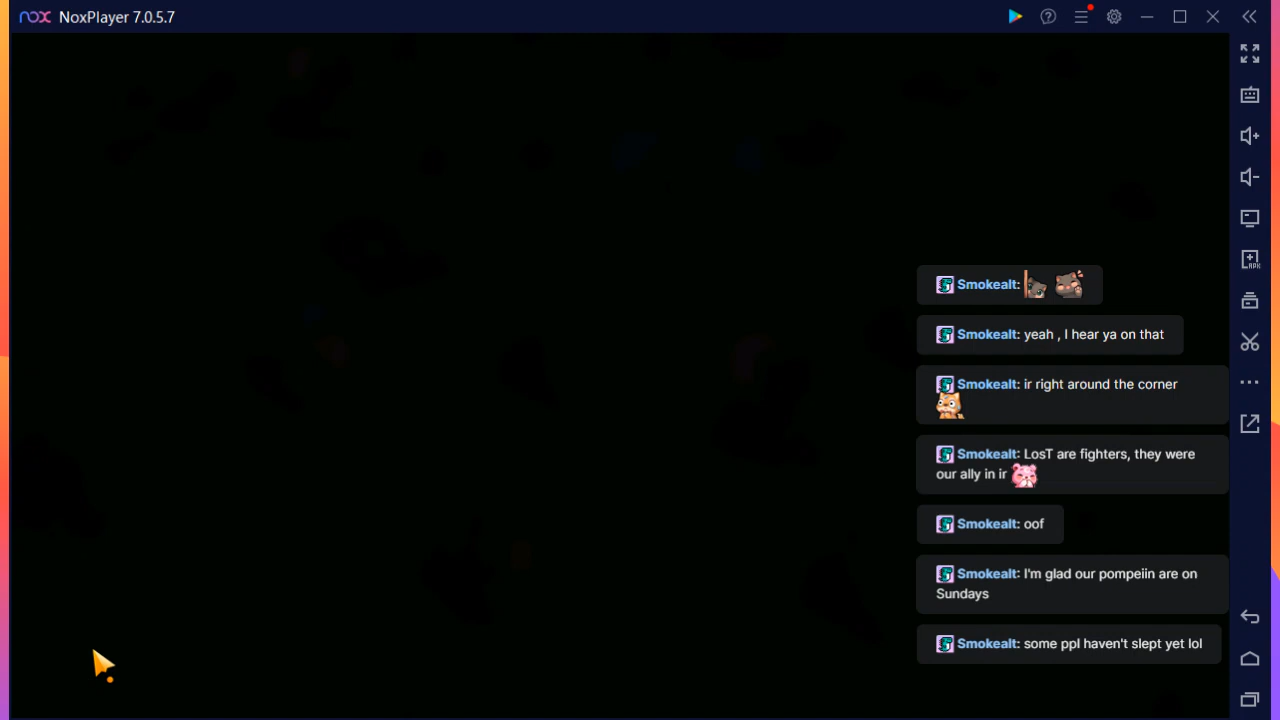 nox NoxPlayer 7.0.5.7
APK
Smokealt:
Smokealt: yeah , I hear ya on that
Smokealt: ir right around the corner
Smokealt: LosT are fighters, they were
our ally in ir
Smokealt: oof
Smokealt: I'm glad our pompeiin are on
Sundays
Smokealt: some ppl haven't slept yet lol